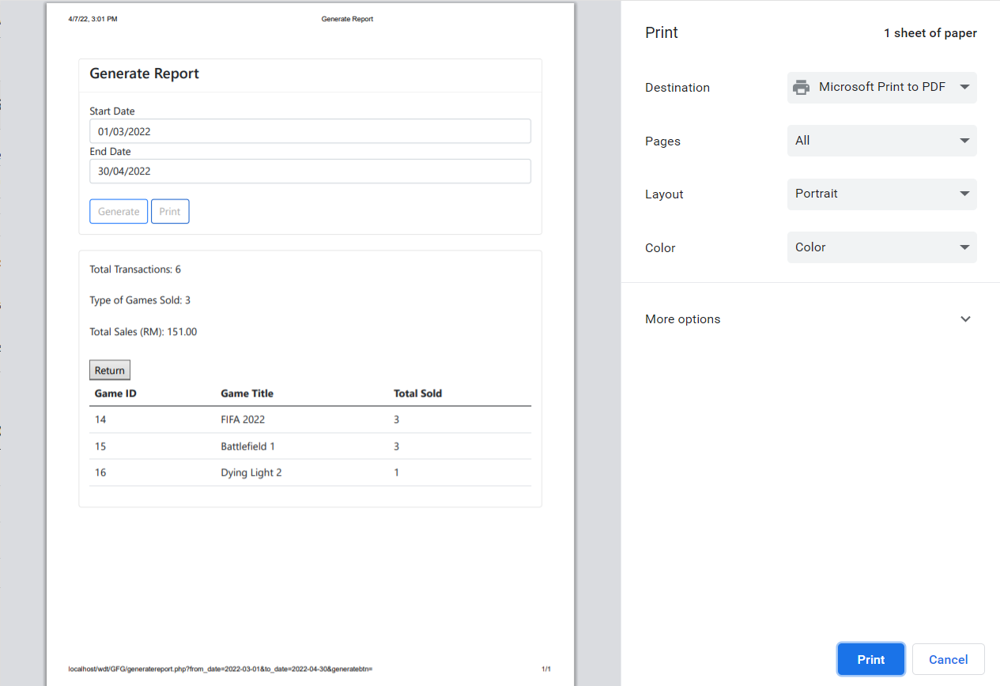 4/7/22, 3:01 PM Generate Report
Generate Report
Start Date
01/03/2022
End Date
30/04/2022
Generate Print
Total Transactions: 6
Type of Games Sold: 3
Total Sales (RM): 151.00
Return
Game ID Game Title Total Sold
14 FIFA 2022 3
15 Battlefield 1 3
16 Dying Light 2 1
localhost/wdt/GFG/generatereport.php?from_date=2022-03-01&to_date=2022-04-30&generatebtn= 1/1
Print 1 sheet of paper
Destination Microsoft Print to PDF
Pages All
Layout Portrait
Color Color
More options
Print Cancel